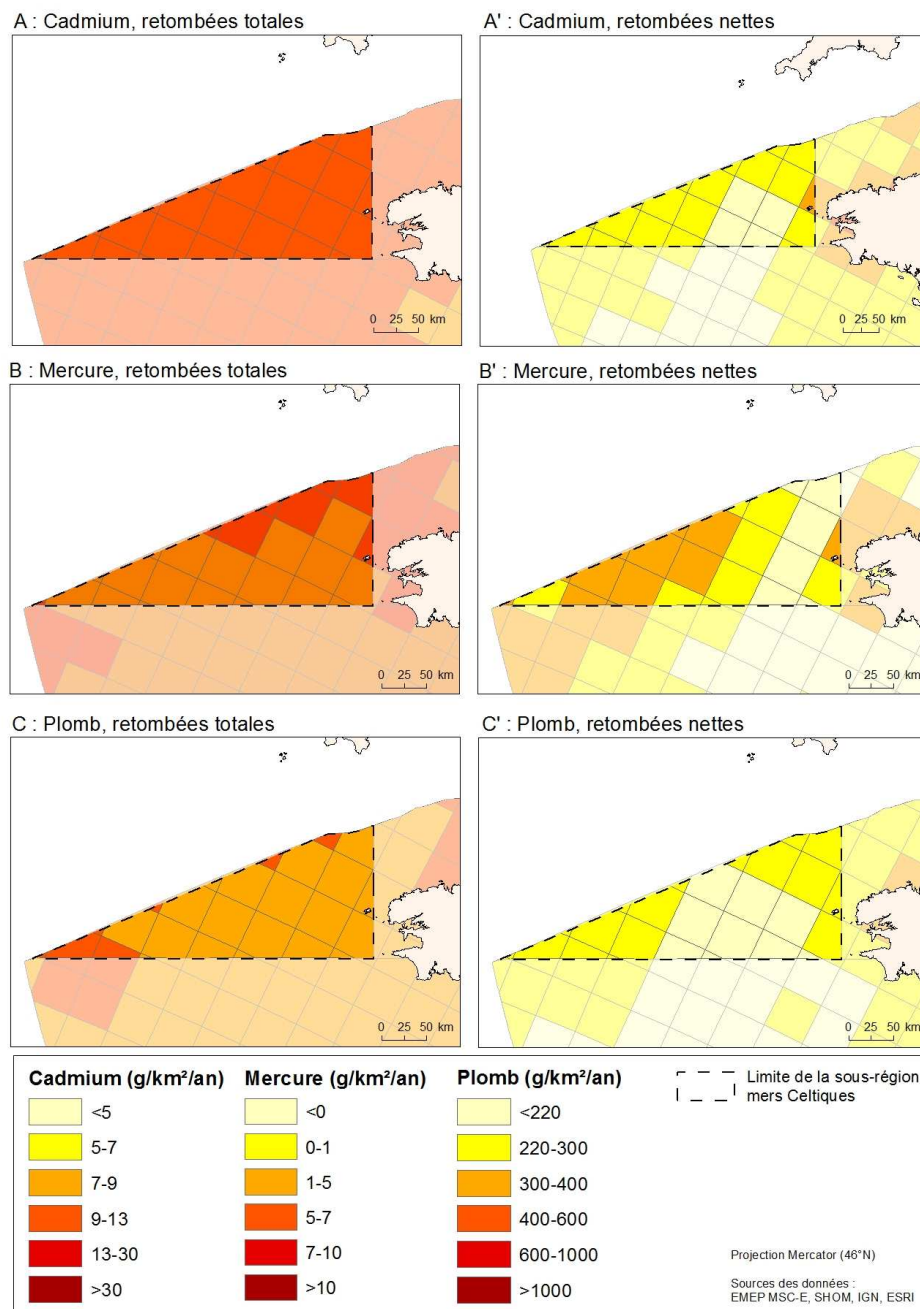 A : Cadmium, retombées totales
A' : Cadmium, retombées nettes
0 25 50 km
0 25 50 km
B : Mercure, retombées totales
B' : Mercure, retombées nettes
0 25 50 km
0 25 50 km
C : Plomb, retombées totales
C' : Plomb, retombées nettes
0 25 50 km
0 25 50 km
Cadmium (g/km²/an)
<5
5-7
7-9
9-13
13-30
>30
Mercure (g/km²/an)
<0
0-1
1-5
5-7
7-10
>10
Plomb (g/km²/an)
<220
220-300
300-400
400-600
600-1000
>1000
Limite de la sous-région
mers Celtiques
Projection Mercator (46°N)
Sources des données :
EMEP MSC-E, SHOM, IGN, ESRI